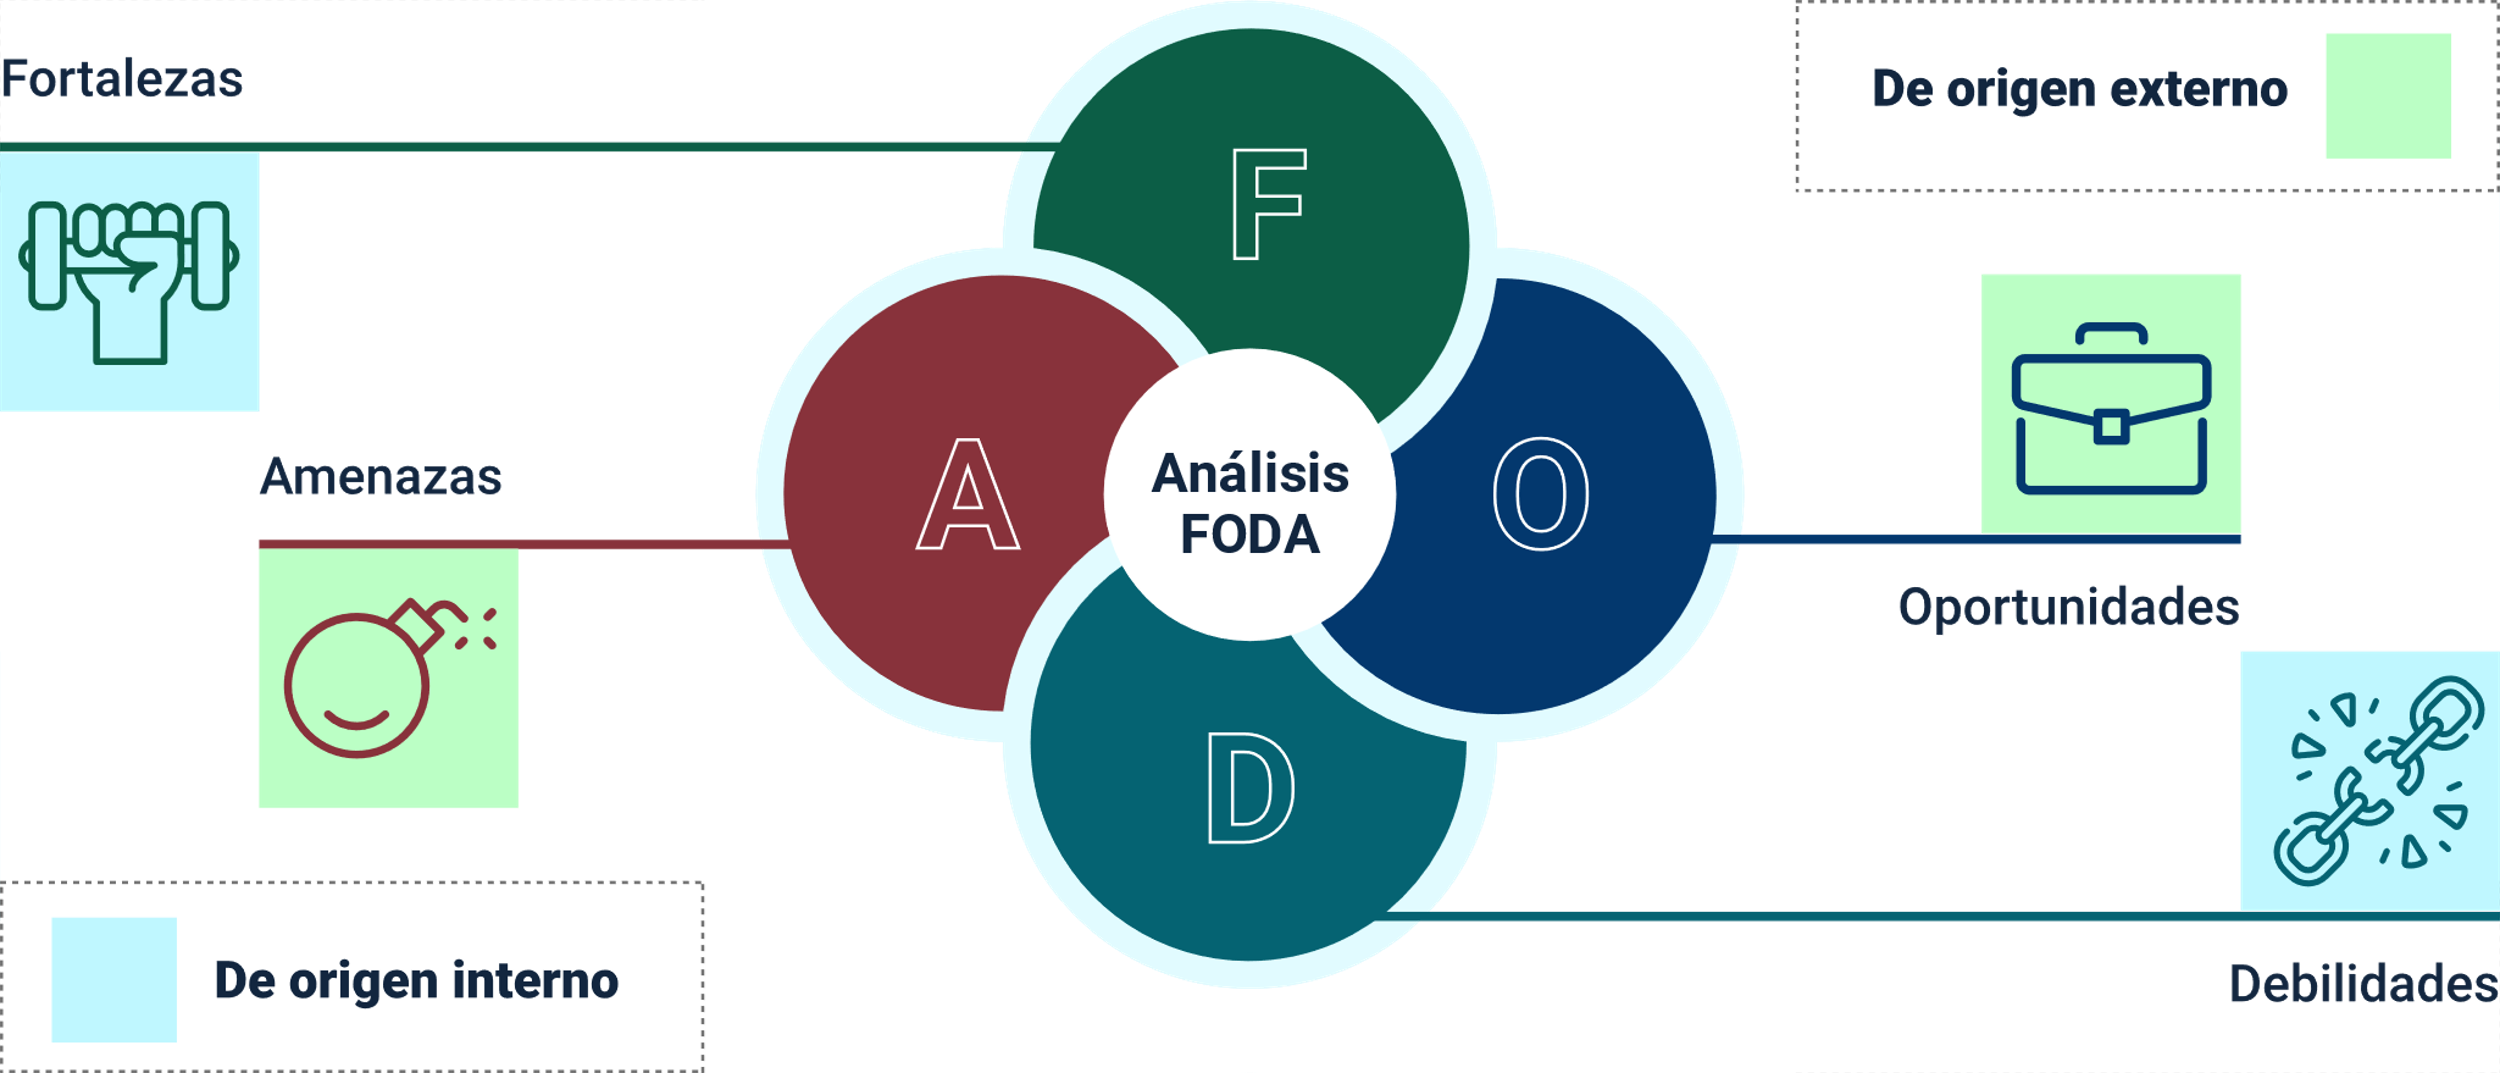 Fortalezas
De origen externo
F
Amenazas
A
Análisis
FODA
O
Oportunidades
D
De origen interno
Debilidades